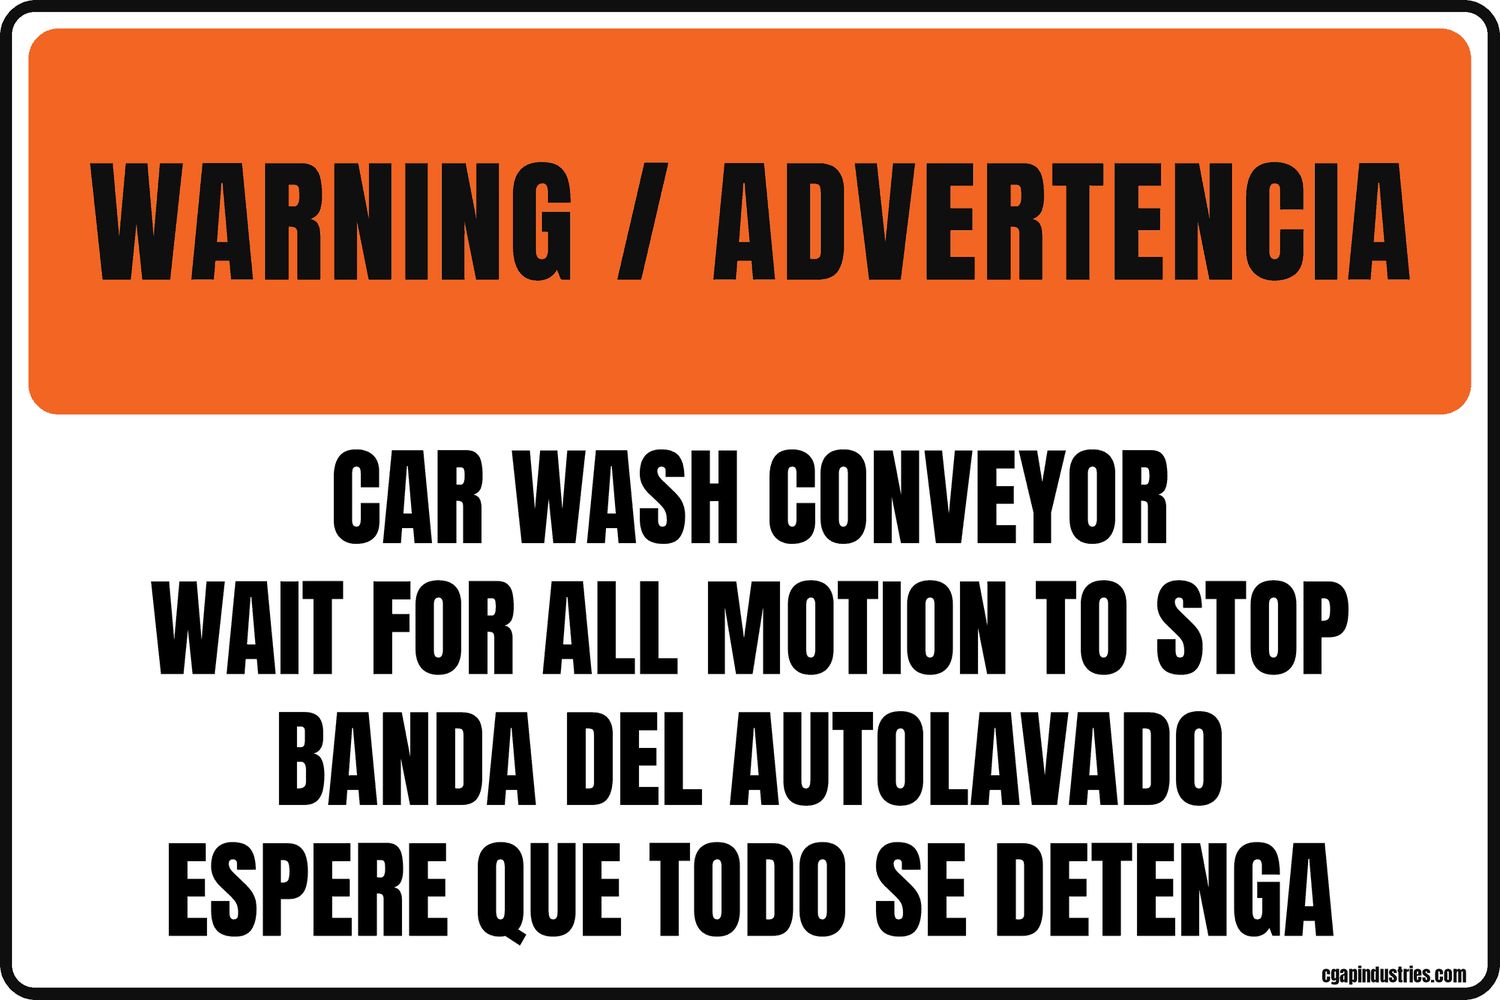 WARNING / ADVERTENCIA
CAR WASH CONVEYOR
WAIT FOR ALL MOTION TO STOP
BANDA DEL AUTOLAVADO
ESPERE QUE TODO SE DETENGA
cgapindustries.com